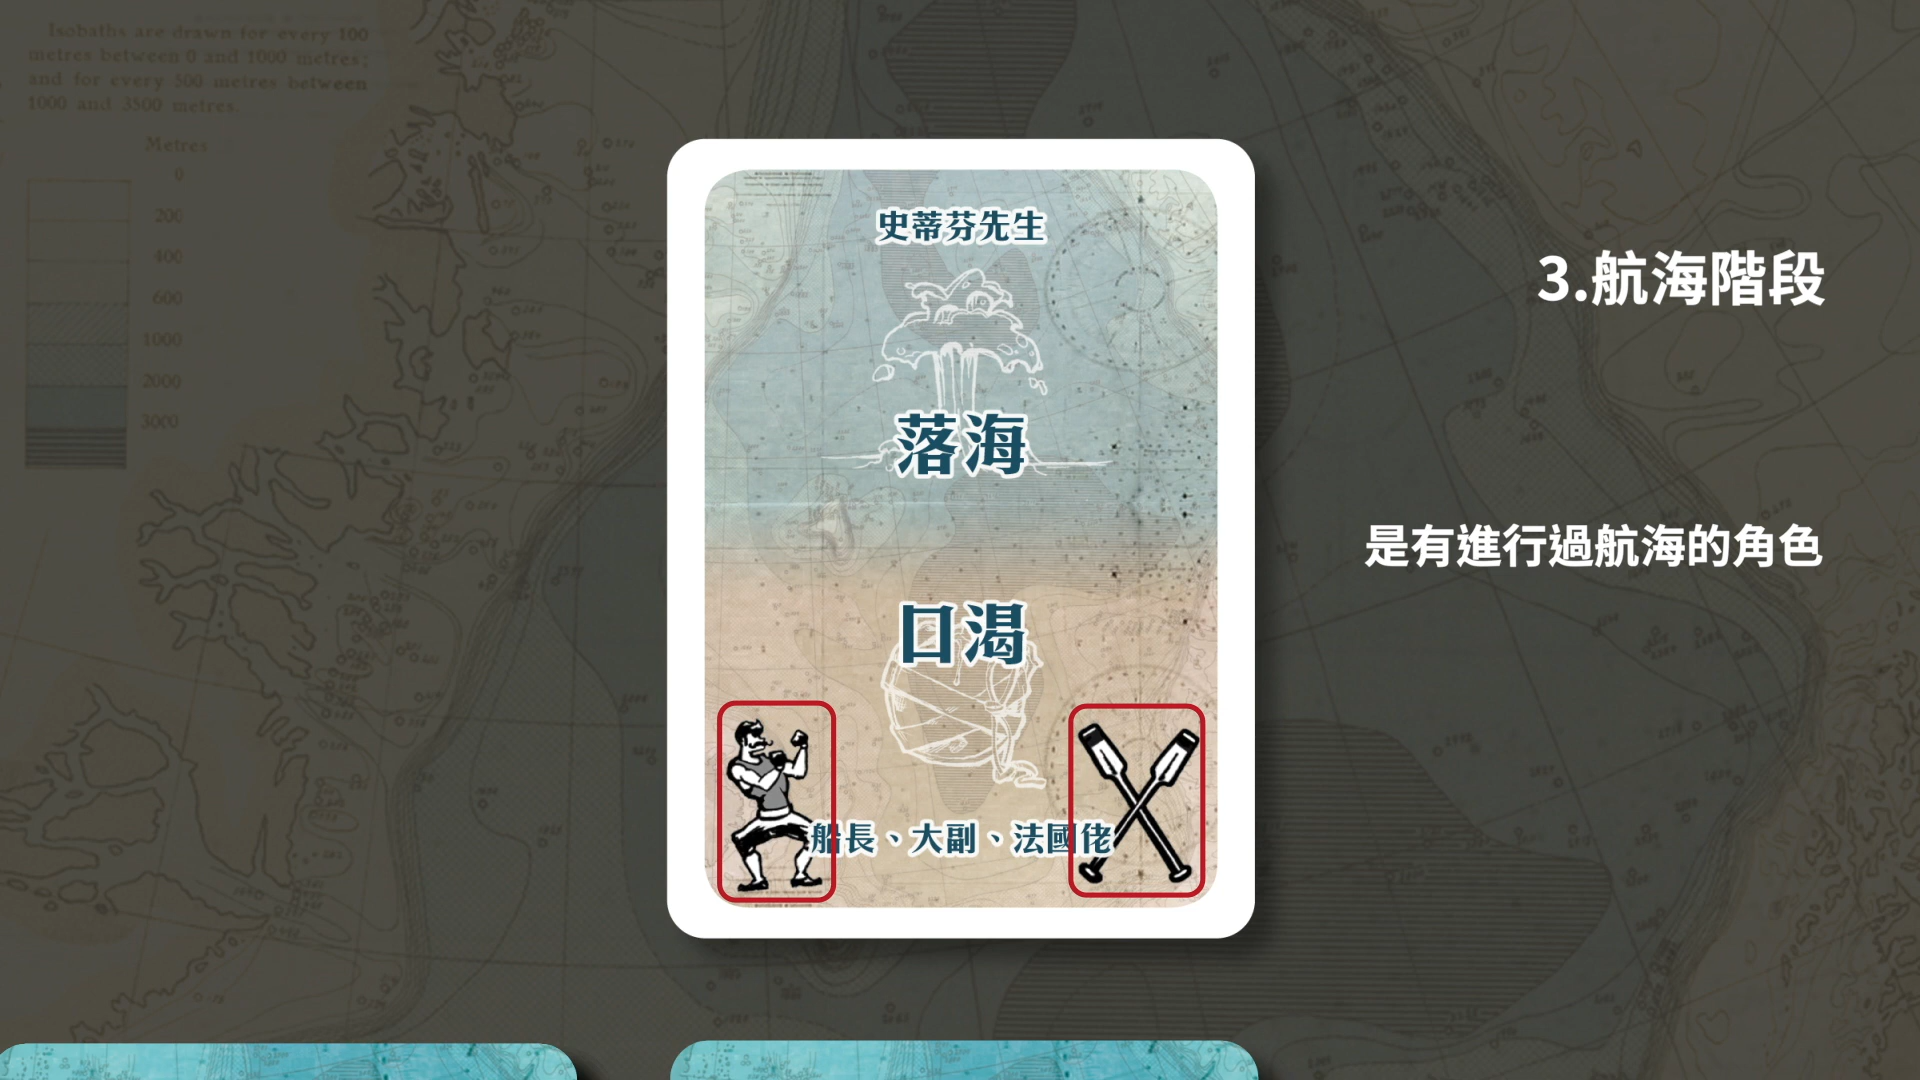 Isobaths are drawn for every 100
metres between 0 and 1000 metres;
and for every 500 metres between
1000 and 3500 metres.
Metres
0
200
400
600
1000
2000
3000
史蒂芬先生
落海
口渴
船長、大副、法國佬
3.航海階段
是有進行過航海的角色